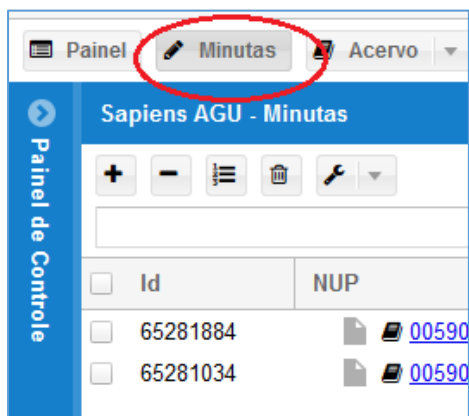 Painel Minutas Acervo
Painel de Controle
Sapiens AGU - Minutas
Id NUP
65281884 00590
65281034 00590